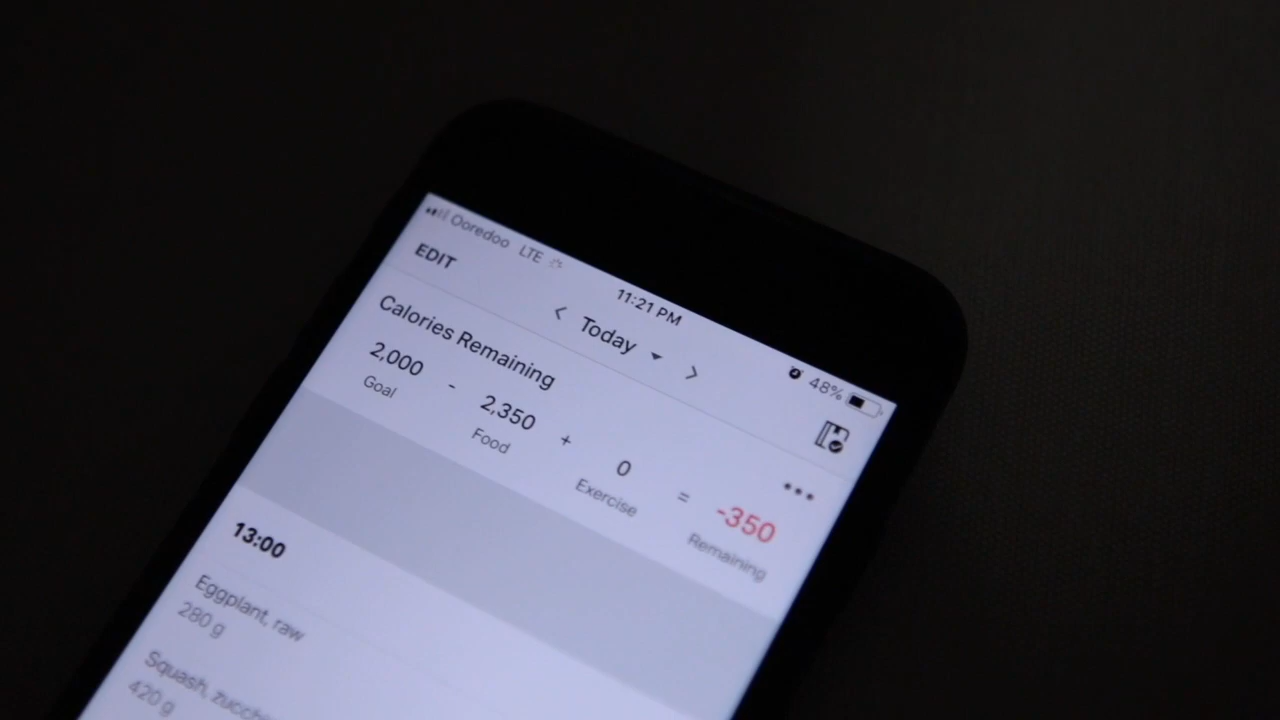 Ooredoo LTE 11:21 PM 48%
EDIT
Today
Calories Remaining
2,000 - 2,350 + 0 = -350
Goal Food Exercise Remaining
13:00
Eggplant, raw
280 g
Squash,
420 g